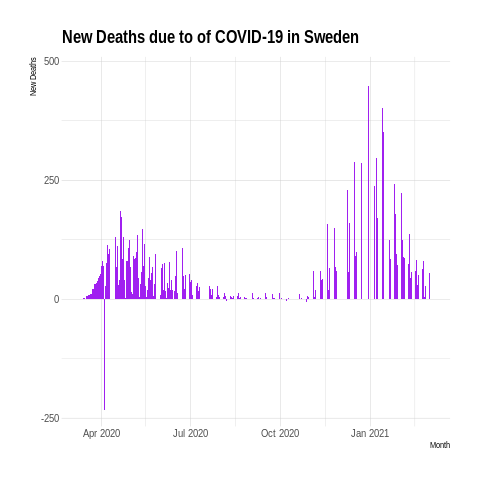 New Deaths due to of COVID-19 in Sweden
New Deaths
500
250
0
-250
Apr 2020
Jul 2020
Oct 2020
Jan 2021
Month